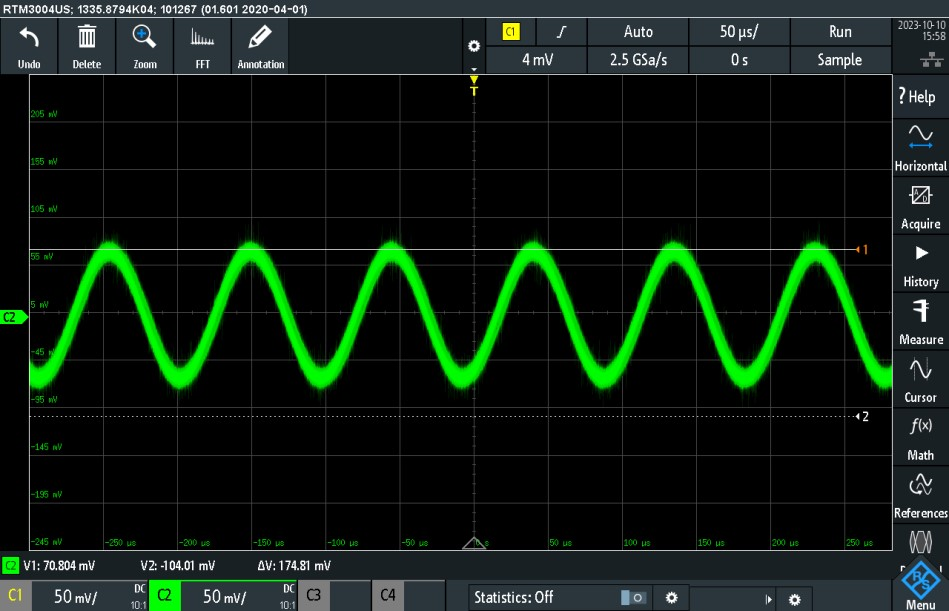 RTM3004US; 1335.8794K04; 101267 (01.601 2020-04-01)
Undo
Delete
Zoom
FFT
Annotation
C1
Auto
50 µs/
Run
4 mV
2.5 GSa/s
0 s
Sample
2023-10-10
15:58
T
? Help
Horizontal
Acquire
History
Measure
Cursor
f(x)
Math
References
205 mV
155 mV
105 mV
55 mV
5 mV
-45 mV
-95 mV
-145 mV
-195 mV
-245 mV
C2
1
2
-250 µs
-200 µs
-150 µs
-100 µs
-50 µs
0 s
50 µs
100 µs
150 µs
200 µs
250 µs
C2 V1: 70.804 mV V2: -104.01 mV ΔV: 174.81 mV
C1 50 mV/ DC 10:1
C2 50 mV/ DC 10:1
C3
C4
Statistics: Off
R&S
Menu